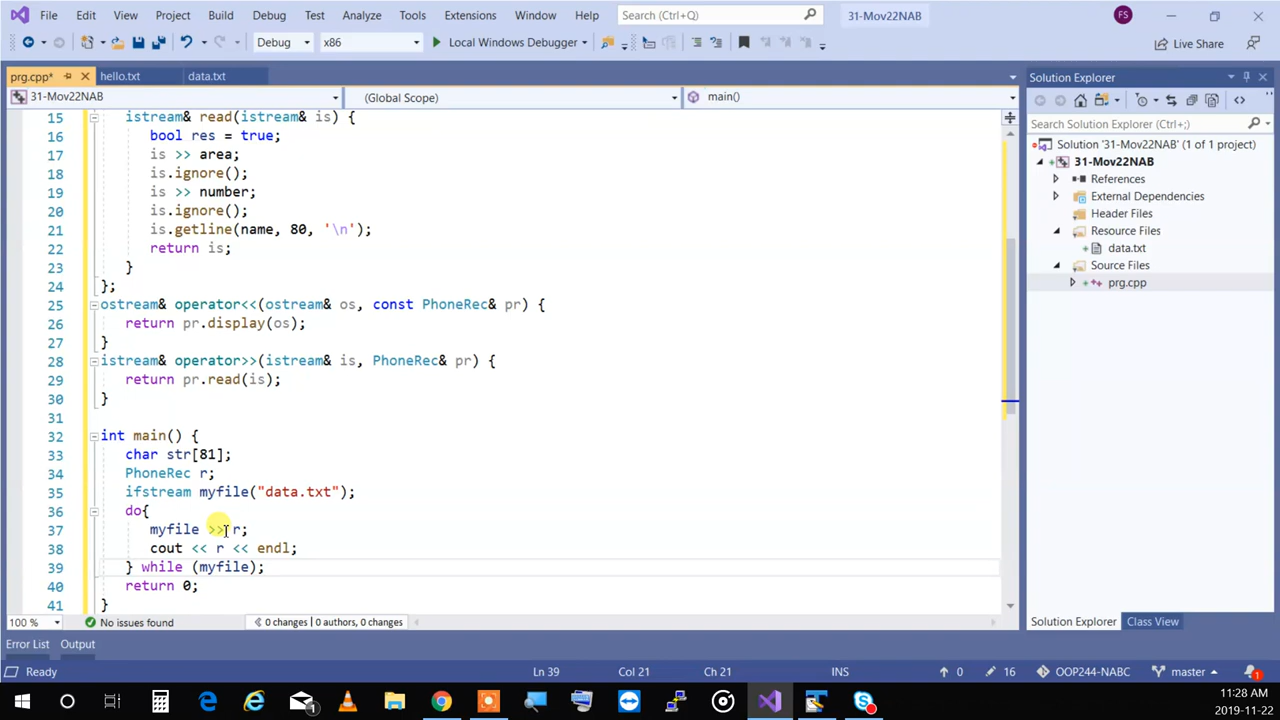 File Edit View Project Build Debug Test Analyze Tools Extensions Window Help Search (Ctrl+Q) 31-Mov22NAB FS
Debug x86 Local Windows Debugger Live Share
prg.cpp* hello.txt data.txt
31-Mov22NAB (Global Scope) main()
15 istream& read(istream& is) {
16 bool res = true;
17 is >> area;
18 is.ignore();
19 is >> number;
20 is.ignore();
21 is.getline(name, 80, '\n');
22 return is;
23 }
24 };
25 ostream& operator<<(ostream& os, const PhoneRec& pr) {
26 return pr.display(os);
27 }
28 istream& operator>>(istream& is, PhoneRec& pr) {
29 return pr.read(is);
30 }
31
32 int main() {
33 char str[81];
34 PhoneRec r;
35 ifstream myfile("data.txt");
36 do{
37 myfile >> r;
38 cout << r << endl;
39 } while (myfile);
40 return 0;
41 }
100 % No issues found 0 changes | 0 authors, 0 changes
Error List Output
Solution Explorer
Search Solution Explorer (Ctrl+;)
Solution '31-Mov22NAB' (1 of 1 project)
31-Mov22NAB
References
External Dependencies
Header Files
Resource Files
data.txt
Source Files
prg.cpp
Solution Explorer Class View
Ready Ln 39 Col 21 Ch 21 INS 0 16 OOP244-NABC master 1
1
11:28 AM
2019-11-22